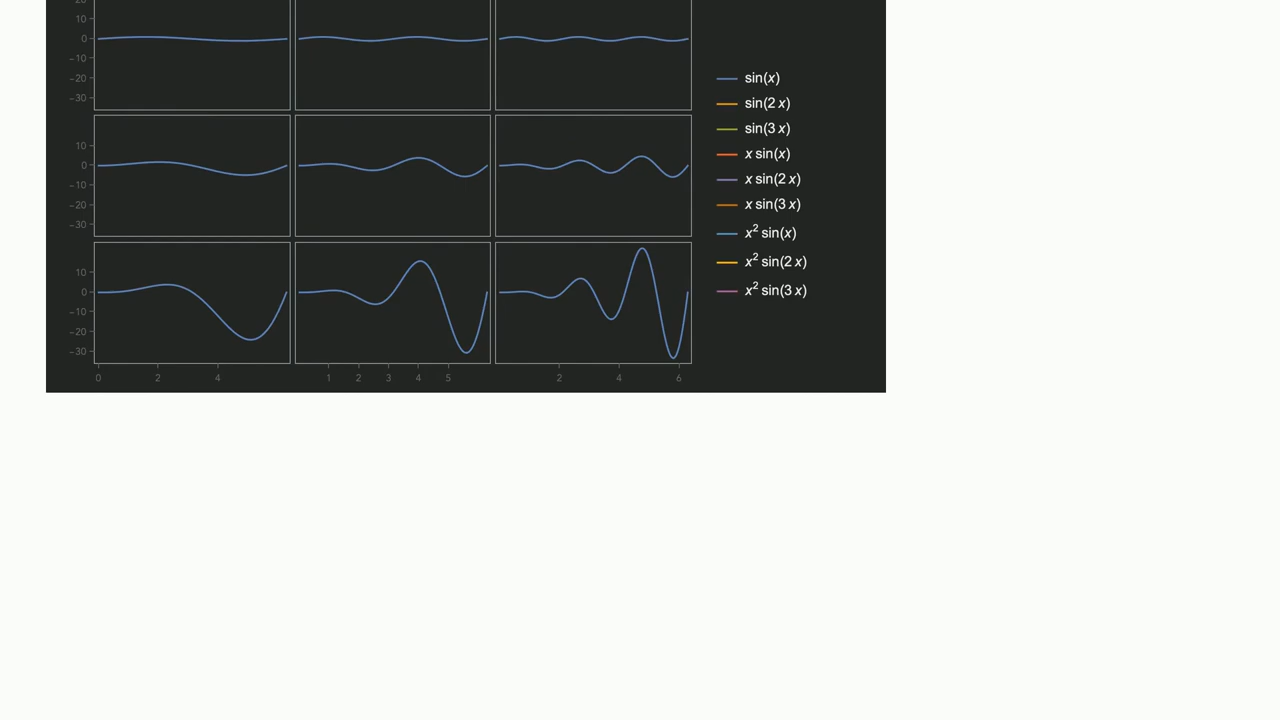 20
10
0
−10
−20
−30
10
0
−10
−20
−30
10
0
−10
−20
−30
0 2 4
1 2 3 4 5
2 4 6
sin(x)
sin(2 x)
sin(3 x)
x sin(x)
x sin(2 x)
x sin(3 x)
x² sin(x)
x² sin(2 x)
x² sin(3 x)